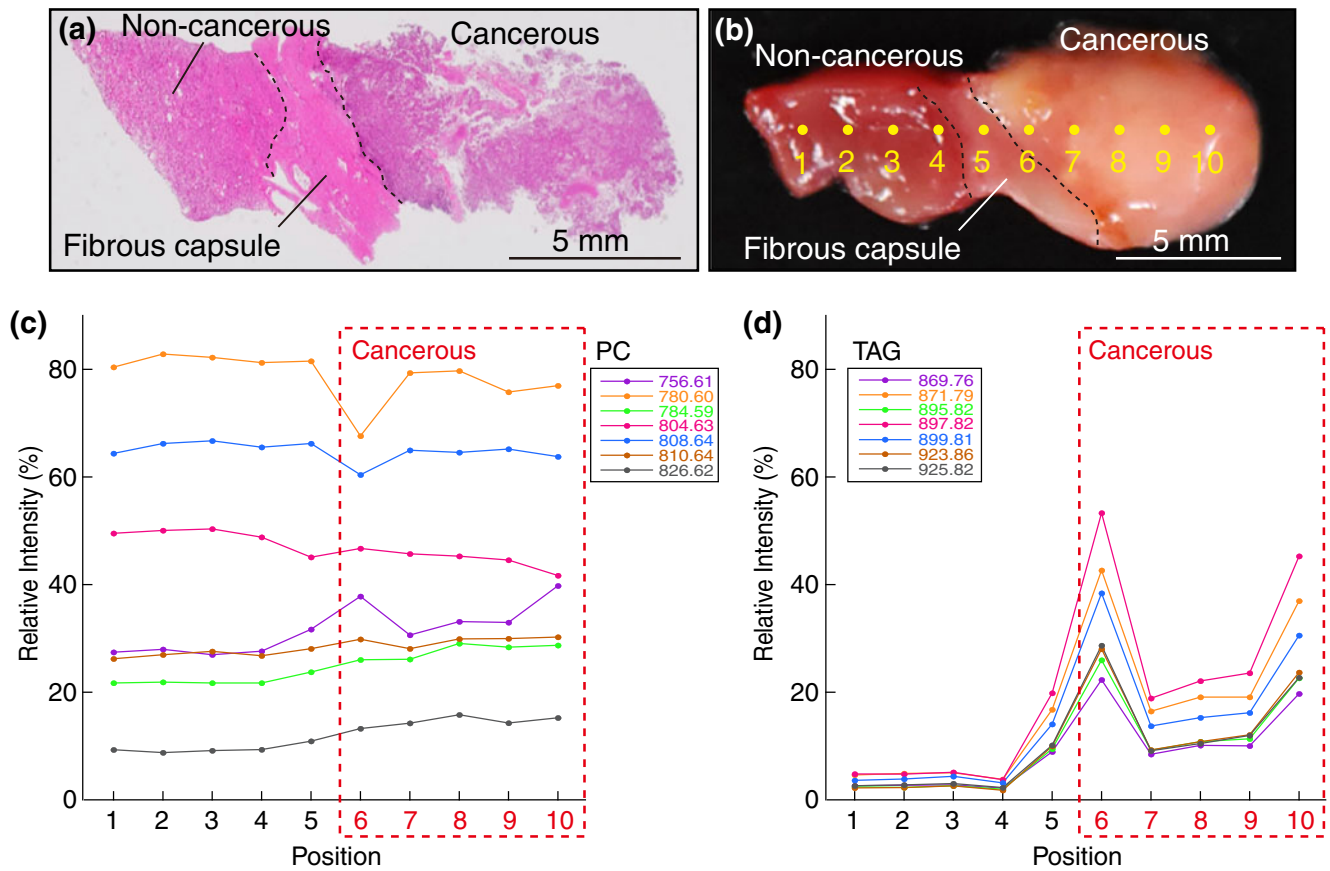 (a)
Non-cancerous
Cancerous
Fibrous capsule
5 mm
(b)
Non-cancerous
Cancerous
1 2 3 4 5 6 7 8 9 10
Fibrous capsule
5 mm
(c)
Cancerous
PC
756.61
780.60
784.59
804.63
808.64
810.64
826.62
Relative Intensity (%)
80
60
40
20
0
1 2 3 4 5 6 7 8 9 10
Position
(d)
TAG
Cancerous
869.76
871.79
895.82
897.82
899.81
923.86
925.82
Relative Intensity (%)
80
60
40
20
0
1 2 3 4 5 6 7 8 9 10
Position